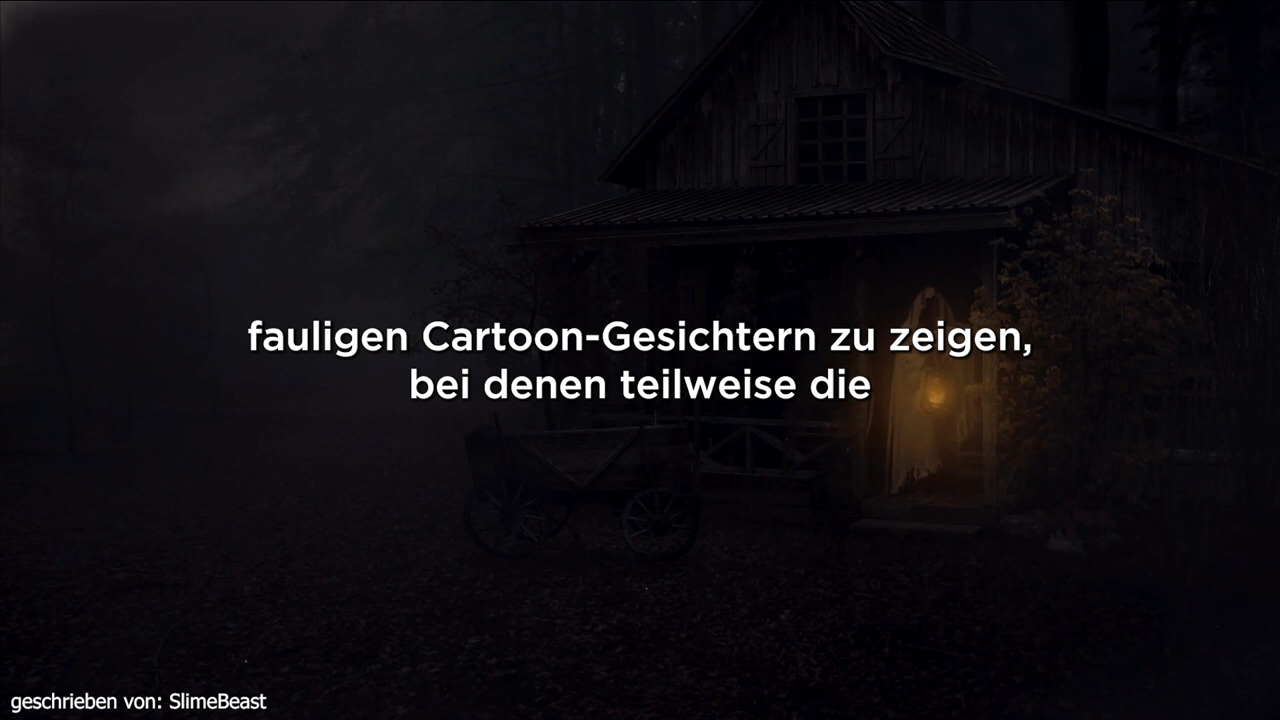 fauligen Cartoon-Gesichtern zu zeigen,
bei denen teilweise die
geschrieben von: SlimeBeast